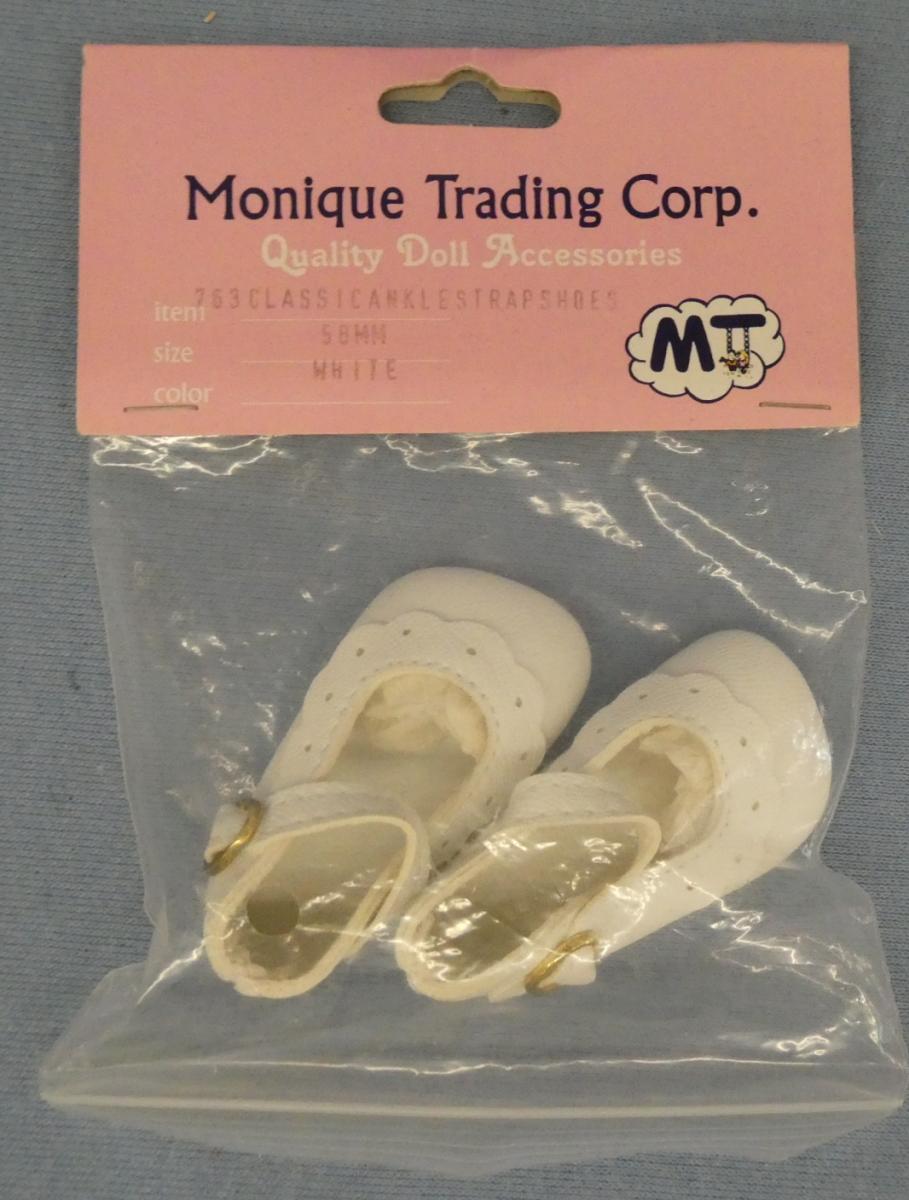 Monique Trading Corp.
Quality Doll Accessories
item 763CLASSICANKLESTRAPSHOES
size 58MM
color WHITE
MT